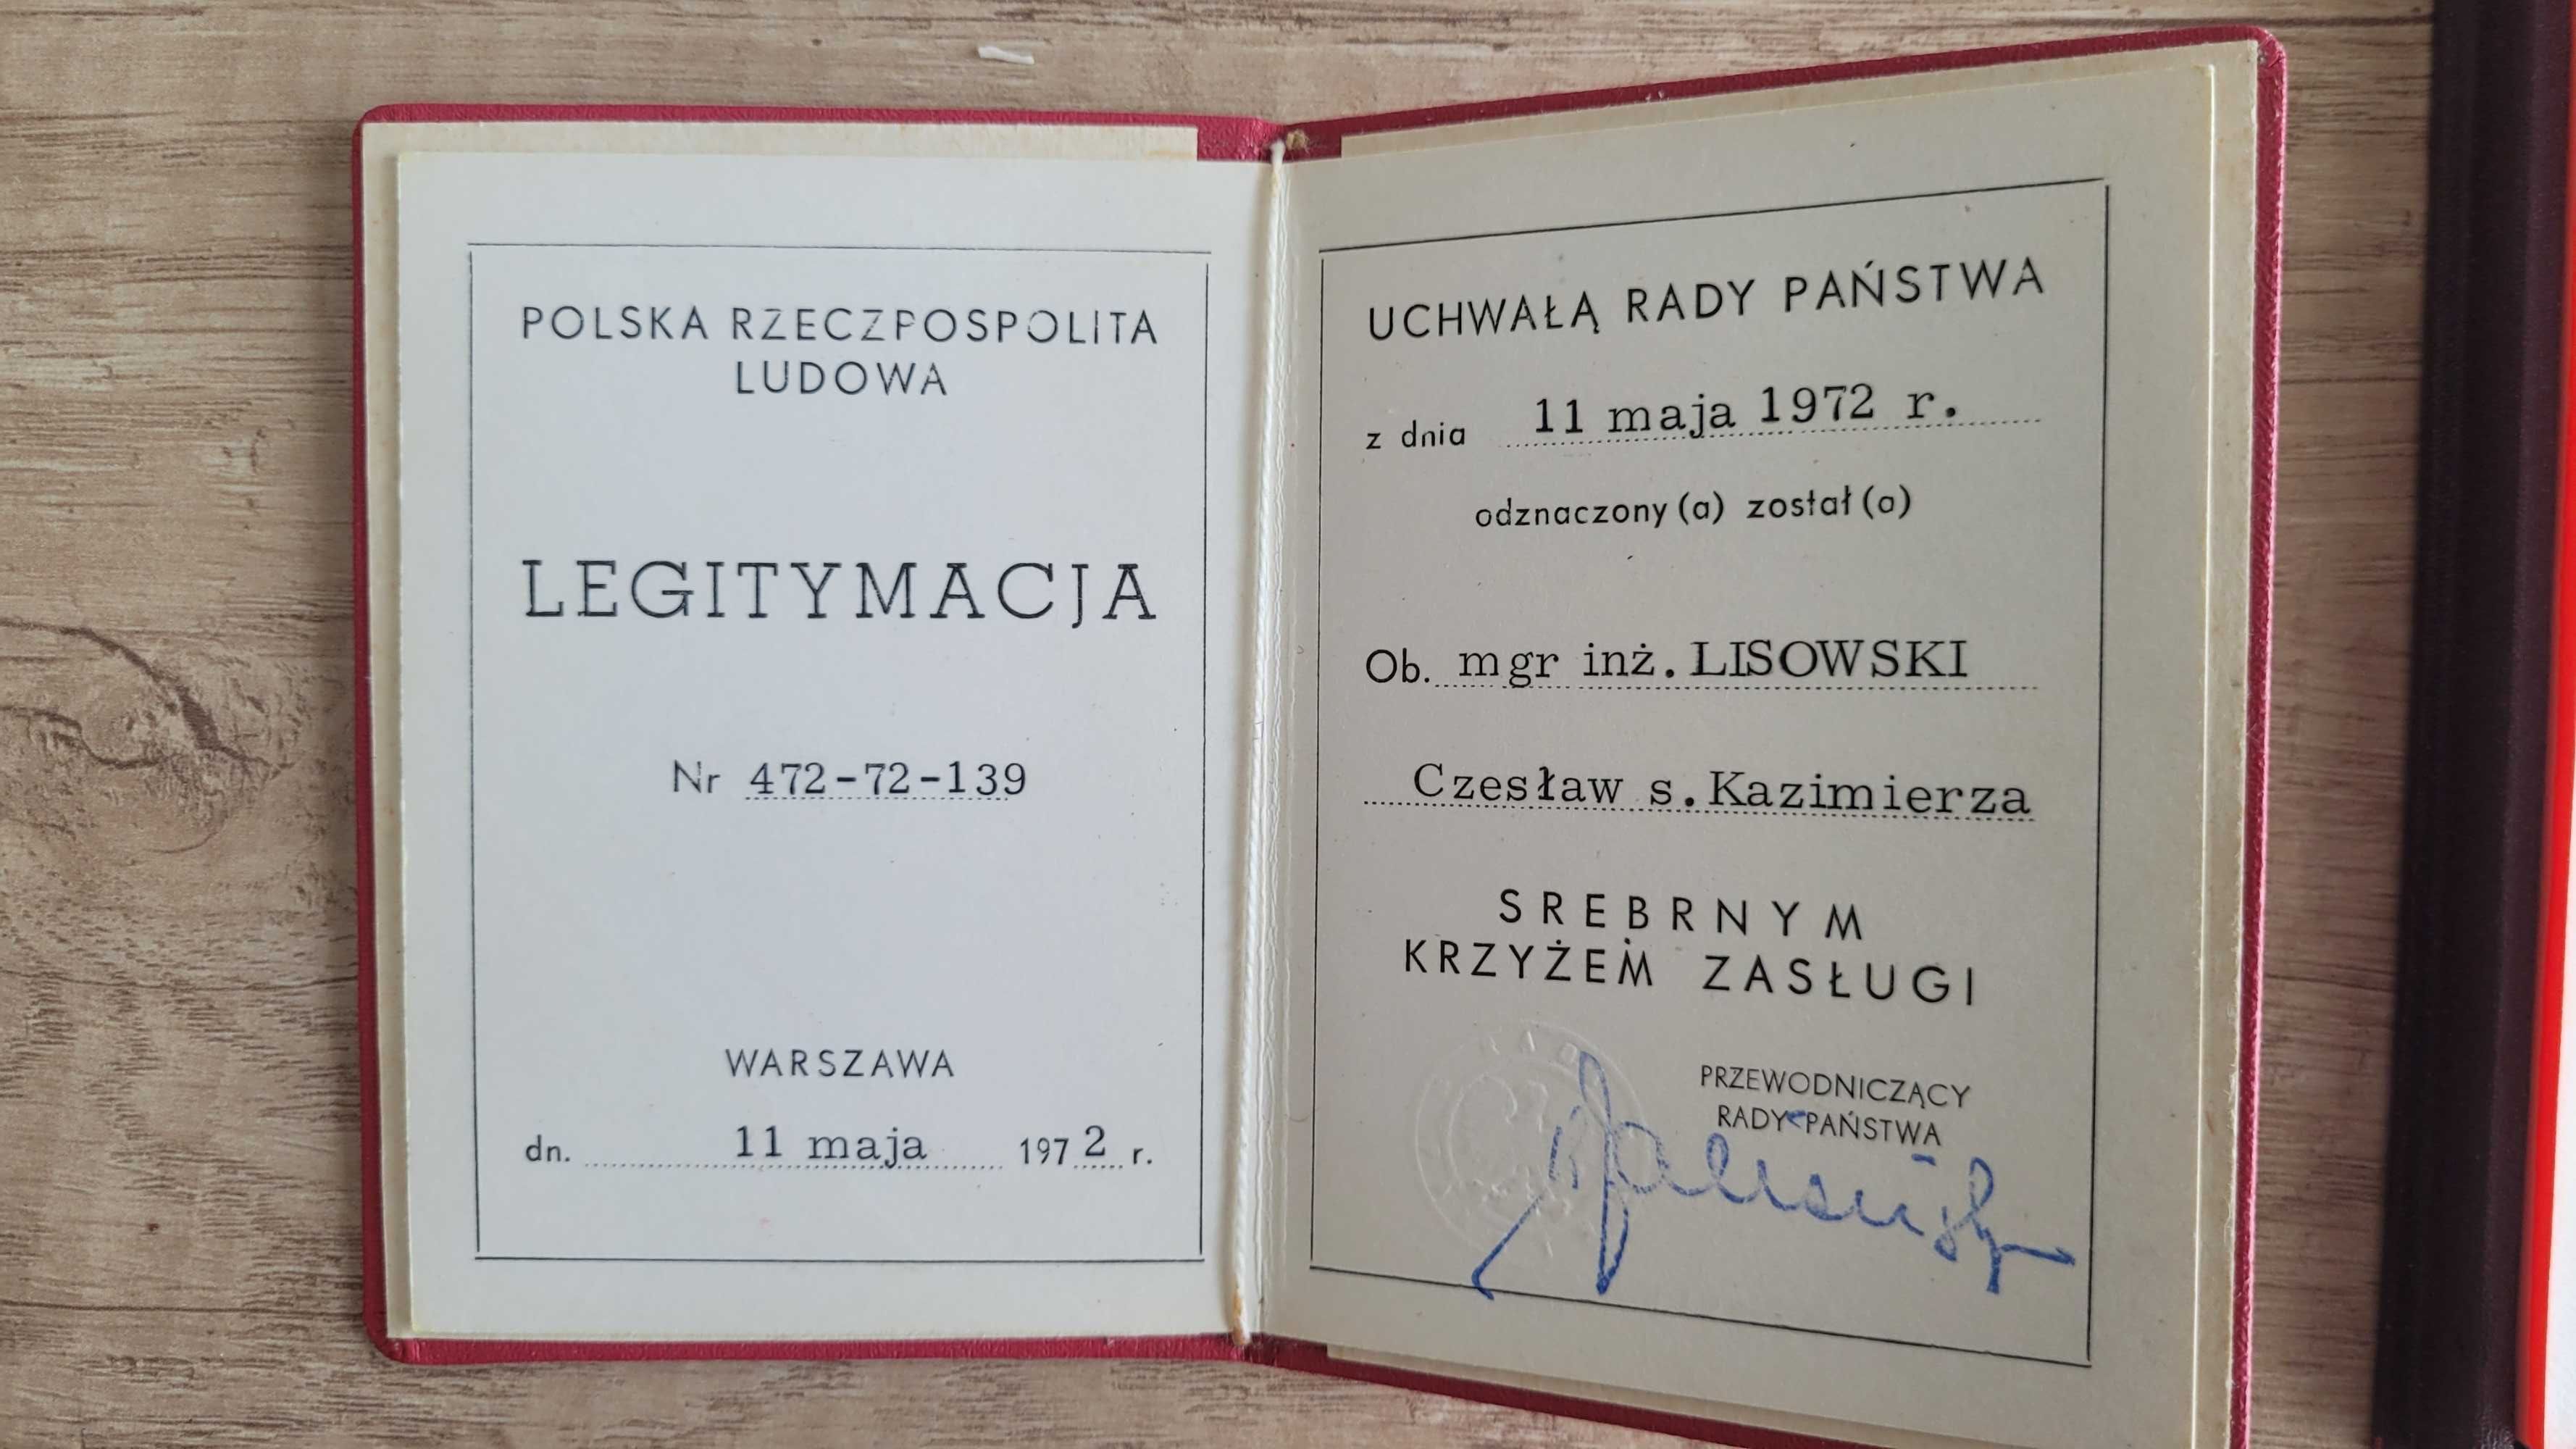 POLSKA RZECZPOSPOLITA
LUDOWA
LEGITYMACJA
Nr 472-72-139
WARSZAWA
dn. 11 maja 1972 r.
UCHWAŁĄ RADY PAŃSTWA
z dnia 11 maja 1972 r.
odznaczony (a) został (a)
Ob. mgr inż. LISOWSKI
Czesław s. Kazimierza
SREBRNYM
KRZYŻEM ZASŁUGI
PRZEWODNICZĄCY
RADY PAŃSTWA